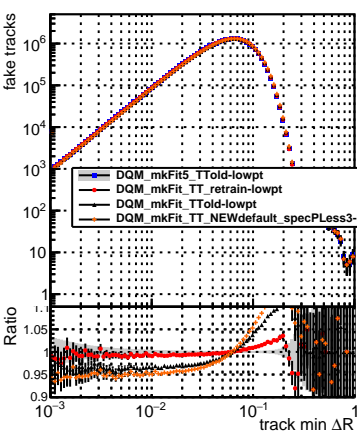 fake tracks
10^6
10^5
10^4
10^3
10^2
10
1
DQM_mkFit5_TTold-lowpt
DQM_mkFit_TT_retrain-lowpt
DQM_mkFit_TTold-lowpt
DQM_mkFit_TT_NEWdefault_specPLess3-
Ratio
1.1
1.05
1
0.95
0.9
10^−3
10^−2
10^−1
1
track min ΔR